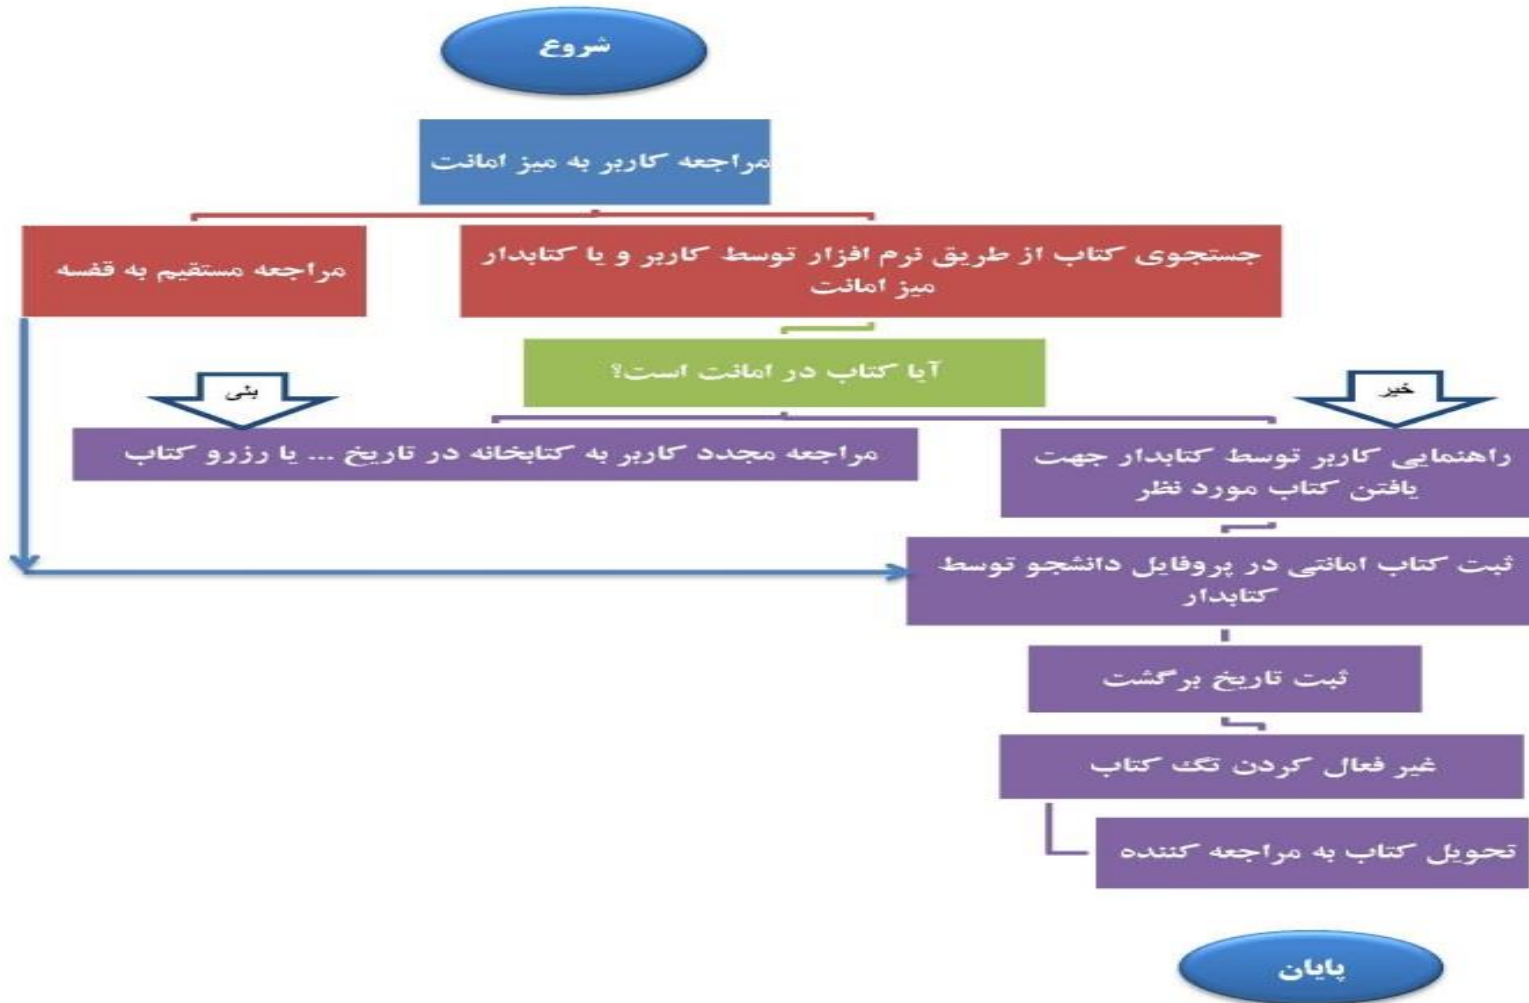 شروع
مراجعه کاربر به میز امانت
جستجوی کتاب از طریق نرم افزار توسط کاربر و یا کتابدار
میز امانت
مراجعه مستقیم به قفسه
آیا کتاب در امانت است؟
خیر
بلی
راهنمایی کاربر توسط کتابدار جهت
یافتن کتاب مورد نظر
مراجعه مجدد کاربر به کتابخانه در تاریخ ... یا رزرو کتاب
ثبت کتاب امانتی در پروفایل دانشجو توسط
کتابدار
ثبت تاریخ برگشت
غیر فعال کردن تگ کتاب
تحویل کتاب به مراجعه کننده
پایان